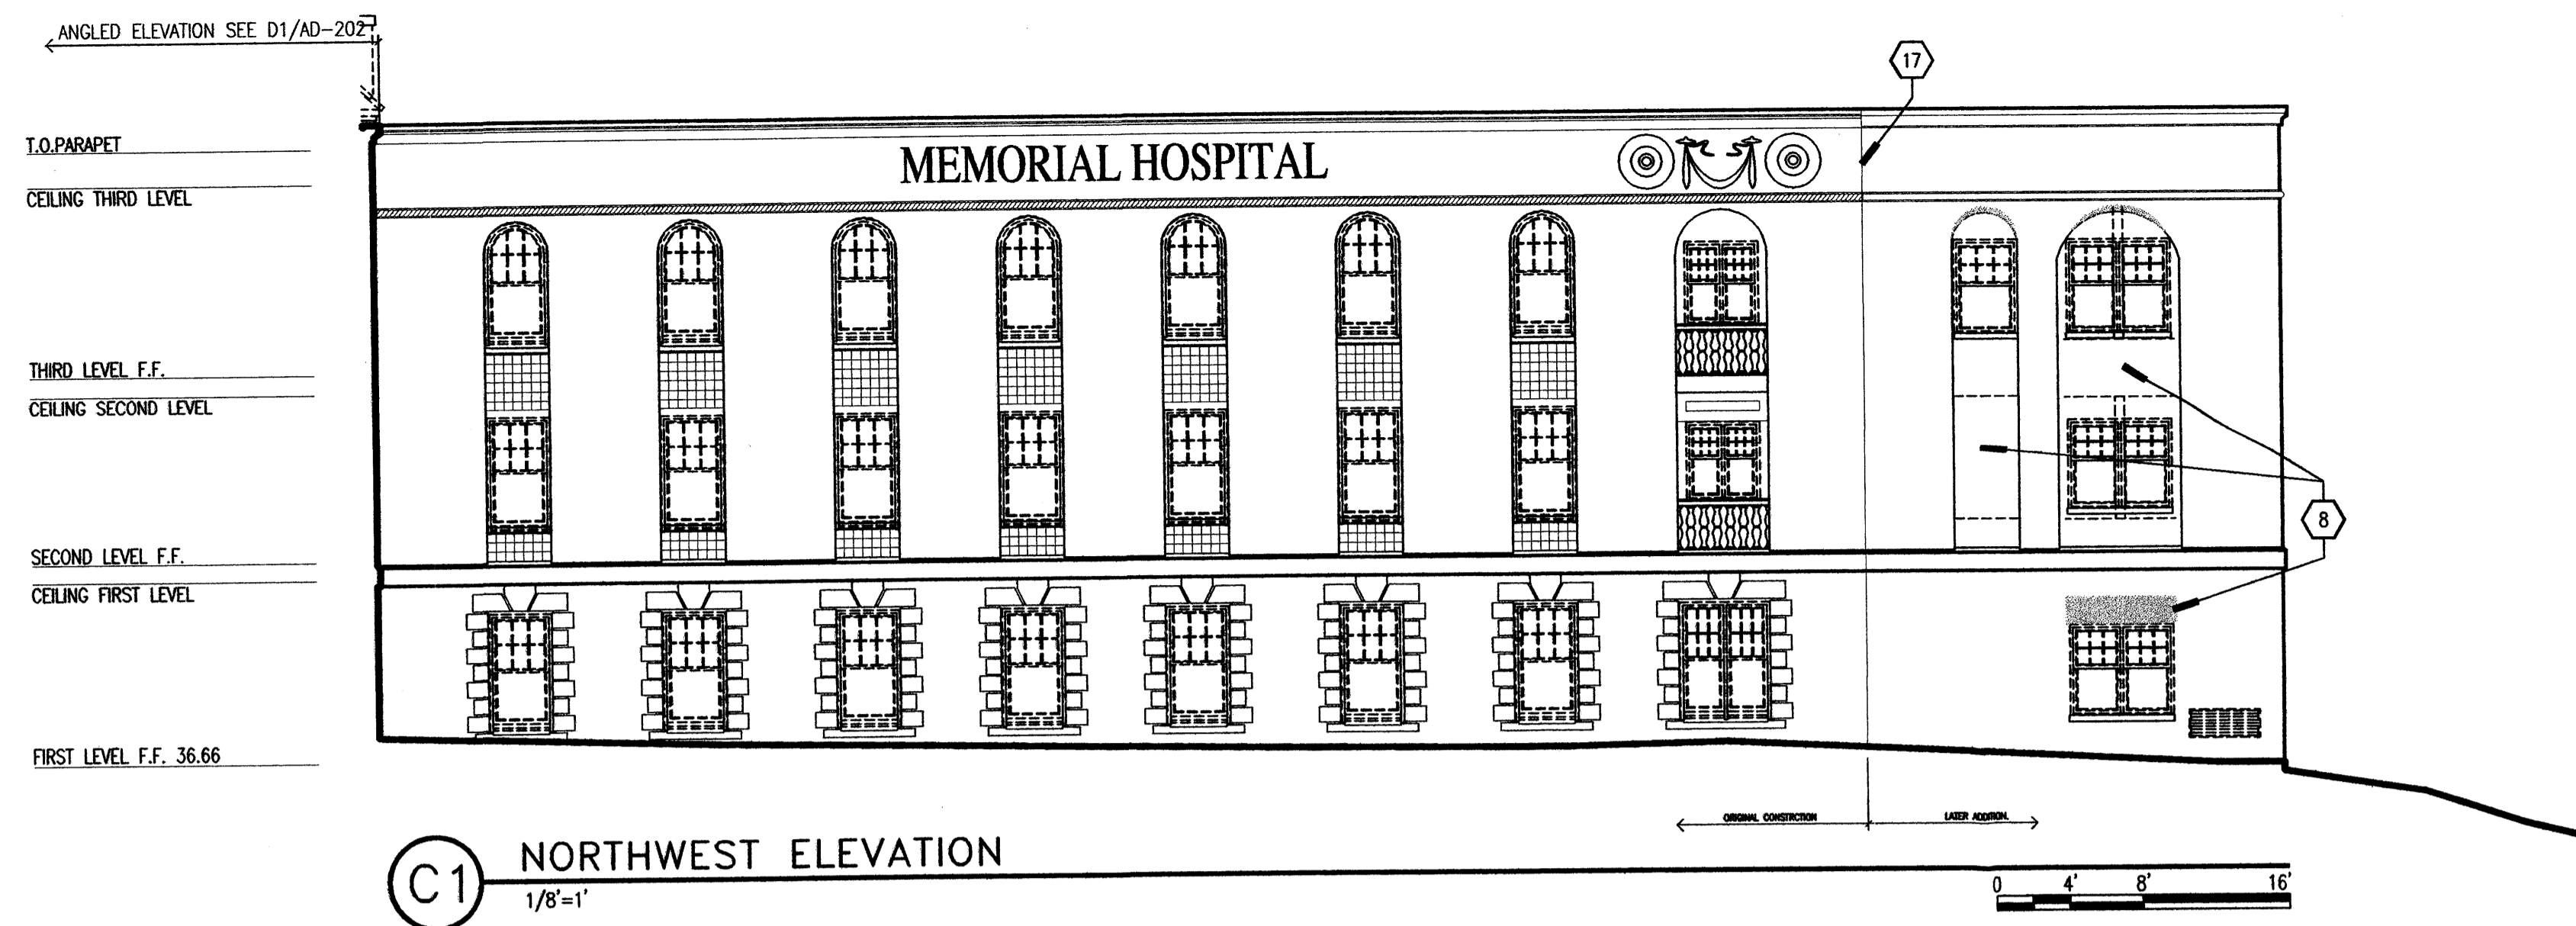 ANGLED ELEVATION SEE D1/AD-202
17
T.O.PARAPET
CEILING THIRD LEVEL
MEMORIAL HOSPITAL
THIRD LEVEL F.F.
CEILING SECOND LEVEL
8
SECOND LEVEL F.F.
CEILING FIRST LEVEL
FIRST LEVEL F.F. 36.66
ORIGINAL CONSTRCTION
LATER ADDITION.
C1
NORTHWEST ELEVATION
1/8'=1'
0 4' 8' 16'